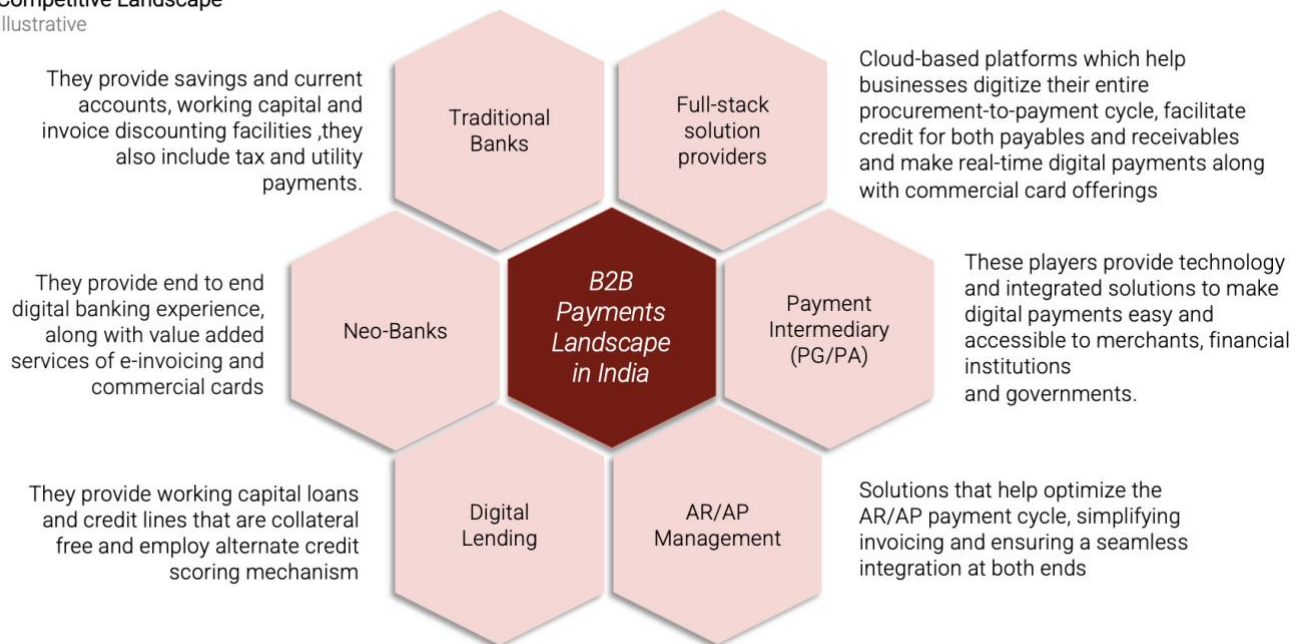 Competitive Landscape
Illustrative
They provide savings and current
accounts, working capital and
invoice discounting facilities ,they
also include tax and utility
payments.
Traditional
Banks
Full-stack
solution
providers
Cloud-based platforms which help
businesses digitize their entire
procurement-to-payment cycle, facilitate
credit for both payables and receivables
and make real-time digital payments along
with commercial card offerings
They provide end to end
digital banking experience,
along with value added
services of e-invoicing and
commercial cards
Neo-Banks
B2B
Payments
Landscape
in India
Payment
Intermediary
(PG/PA)
These players provide technology
and integrated solutions to make
digital payments easy and
accessible to merchants, financial
institutions
and governments.
They provide working capital loans
and credit lines that are collateral
free and employ alternate credit
scoring mechanism
Digital
Lending
AR/AP
Management
Solutions that help optimize the
AR/AP payment cycle, simplifying
invoicing and ensuring a seamless
integration at both ends